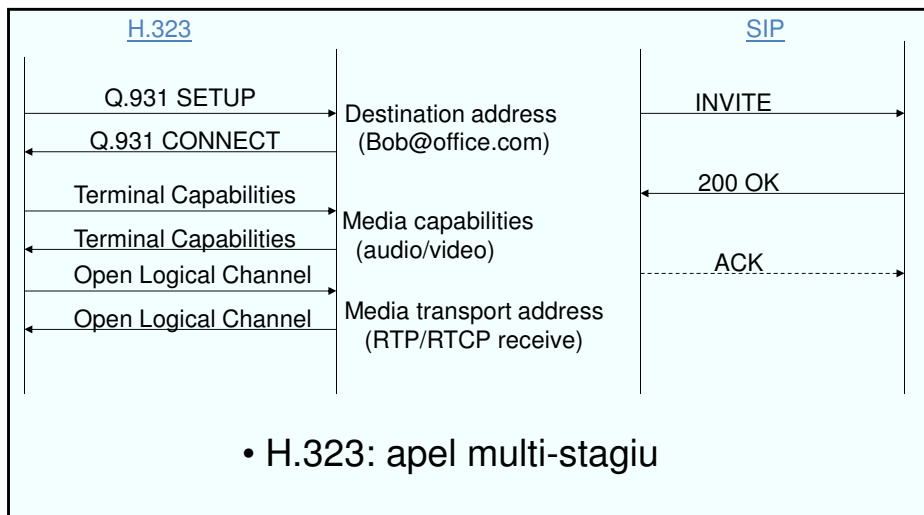 H.323
SIP
Q.931 SETUP
Destination address
(Bob@office.com)
INVITE
Q.931 CONNECT
200 OK
Terminal Capabilities
Media capabilities
(audio/video)
Terminal Capabilities
ACK
Open Logical Channel
Media transport address
(RTP/RTCP receive)
Open Logical Channel
• H.323: apel multi-stagiu